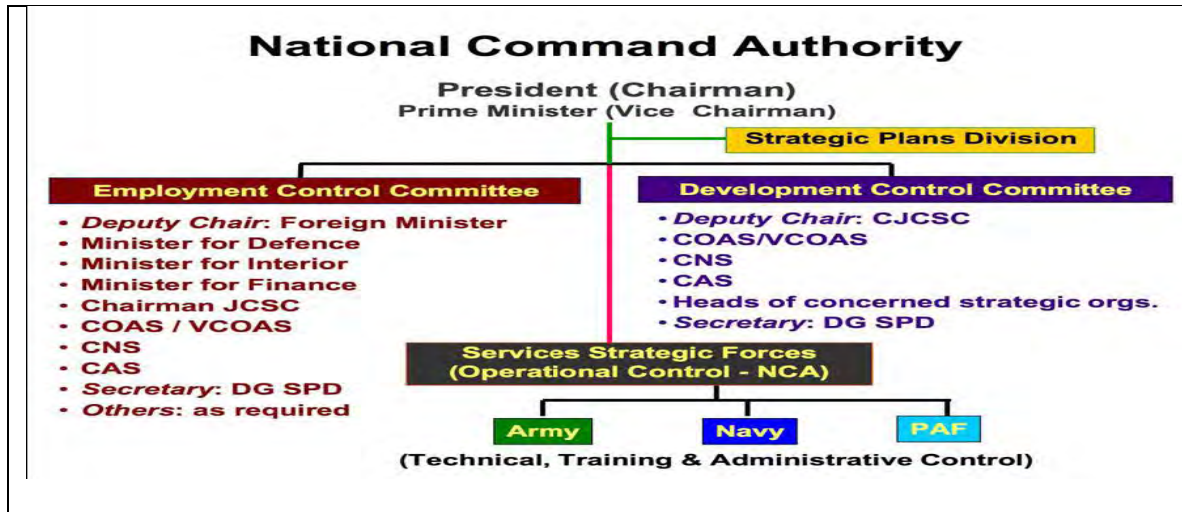 National Command Authority
President (Chairman)
Prime Minister (Vice Chairman)
Strategic Plans Division
Employment Control Committee
• Deputy Chair: Foreign Minister
• Minister for Defence
• Minister for Interior
• Minister for Finance
• Chairman JCSC
• COAS / VCOAS
• CNS
• CAS
• Secretary: DG SPD
• Others: as required
Development Control Committee
• Deputy Chair: CJCSC
• COAS/VCOAS
• CNS
• CAS
• Heads of concerned strategic orgs.
• Secretary: DG SPD
Services Strategic Forces
(Operational Control - NCA)
Army
Navy
PAF
(Technical, Training & Administrative Control)